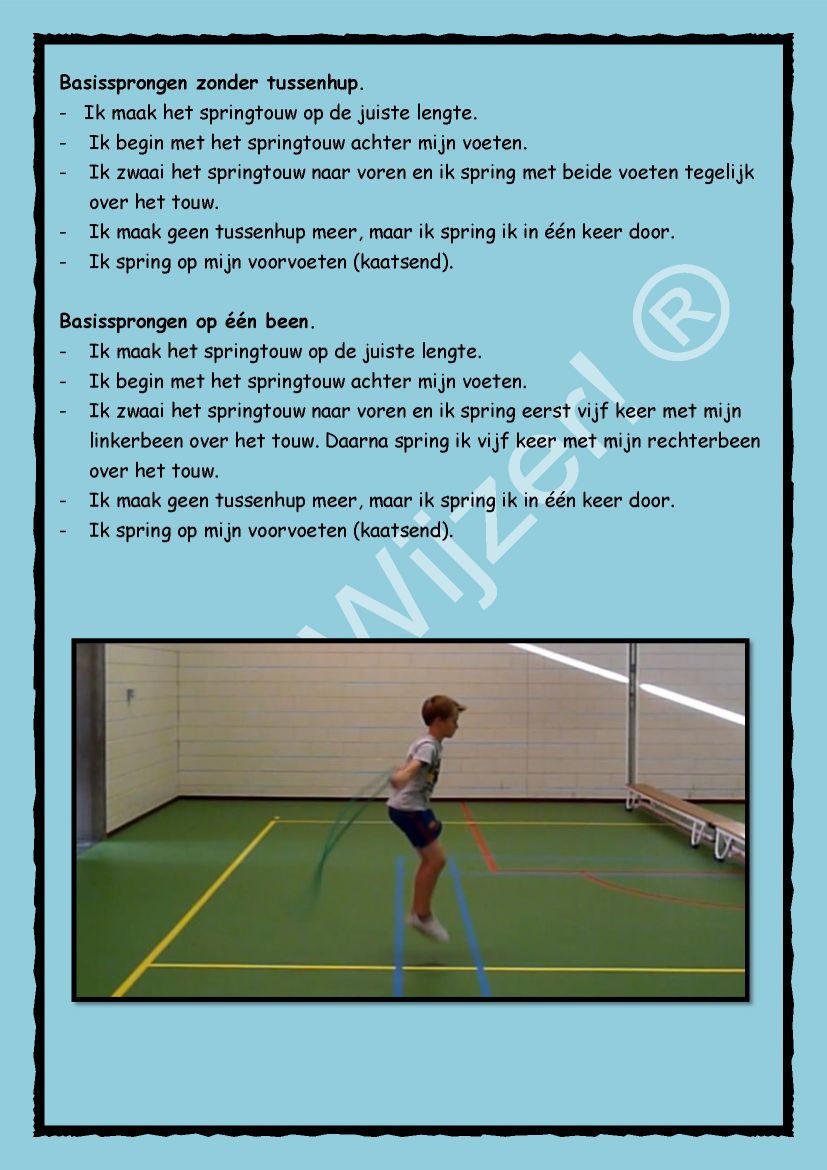 Basissprongen zonder tussenhup.
- Ik maak het springtouw op de juiste lengte.
- Ik begin met het springtouw achter mijn voeten.
- Ik zwaai het springtouw naar voren en ik spring met beide voeten tegelijk
over het touw.
- Ik maak geen tussenhup meer, maar ik spring ik in één keer door.
- Ik spring op mijn voorvoeten (kaatsend).
Basissprongen op één been.
- Ik maak het springtouw op de juiste lengte.
- Ik begin met het springtouw achter mijn voeten.
- Ik zwaai het springtouw naar voren en ik spring eerst vijf keer met mijn
linkerbeen over het touw. Daarna spring ik vijf keer met mijn rechterbeen
over het touw.
- Ik maak geen tussenhup meer, maar ik spring ik in één keer door.
- Ik spring op mijn voorvoeten (kaatsend).
Wijzer! ®